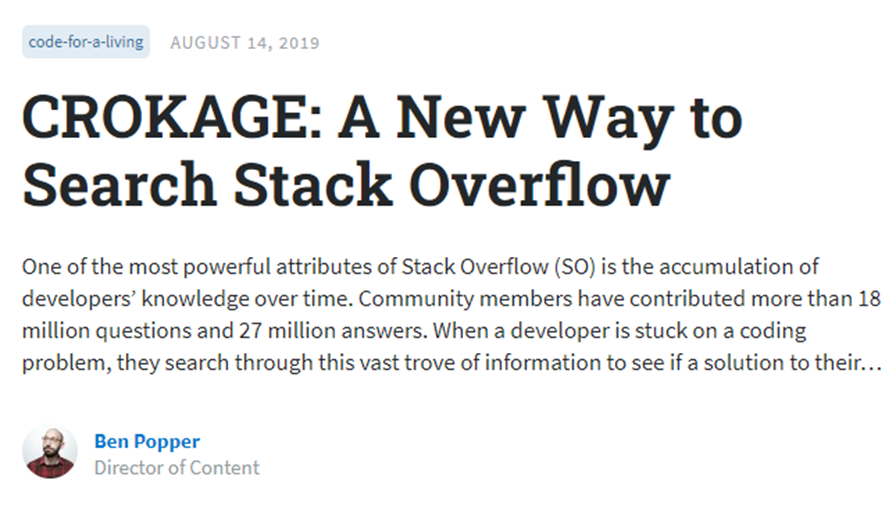 code-for-a-living AUGUST 14, 2019
CROKAGE: A New Way to
Search Stack Overflow
One of the most powerful attributes of Stack Overflow (SO) is the accumulation of
developers’ knowledge over time. Community members have contributed more than 18
million questions and 27 million answers. When a developer is stuck on a coding
problem, they search through this vast trove of information to see if a solution to their…
Ben Popper
Director of Content